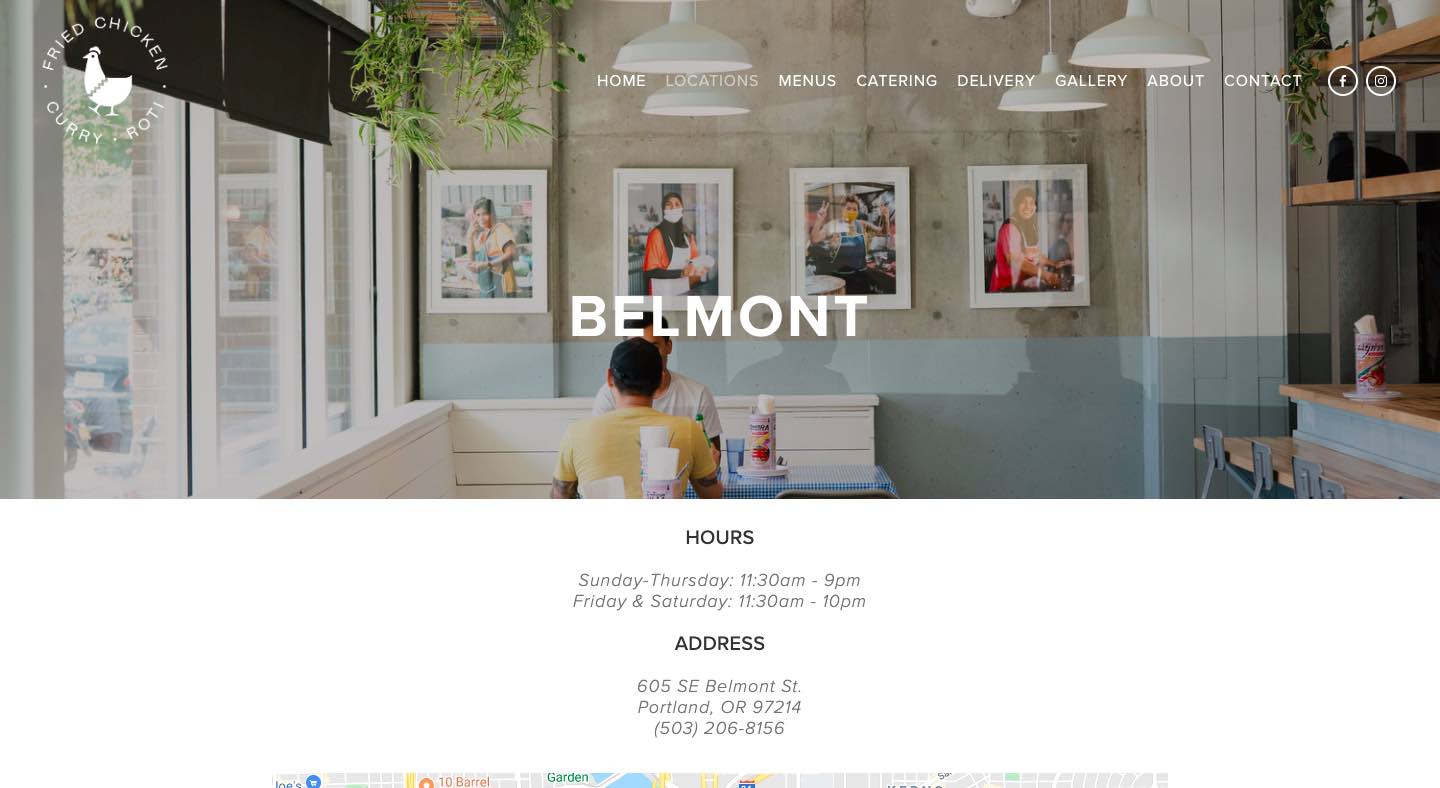 FRIED CHICKEN · ROTI · CURRY ·
HOME LOCATIONS MENUS CATERING DELIVERY GALLERY ABOUT CONTACT
BELMONT
HOURS
Sunday-Thursday: 11:30am - 9pm
Friday & Saturday: 11:30am - 10pm
ADDRESS
605 SE Belmont St.
Portland, OR 97214
(503) 206-8156
Joe's
10 Barrel
Garden